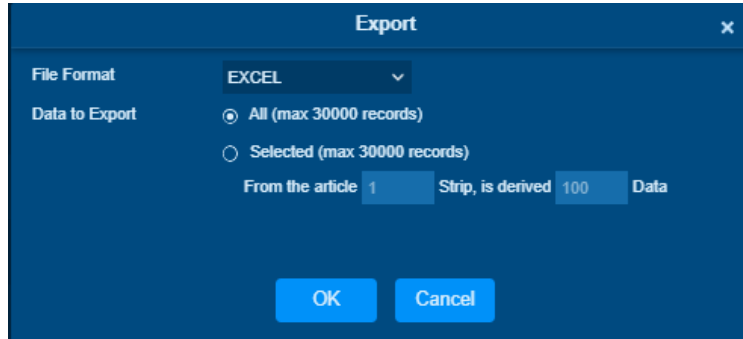 Export ×
File Format EXCEL
Data to Export All (max 30000 records)
Selected (max 30000 records)
From the article 1 Strip, is derived 100 Data
OK Cancel